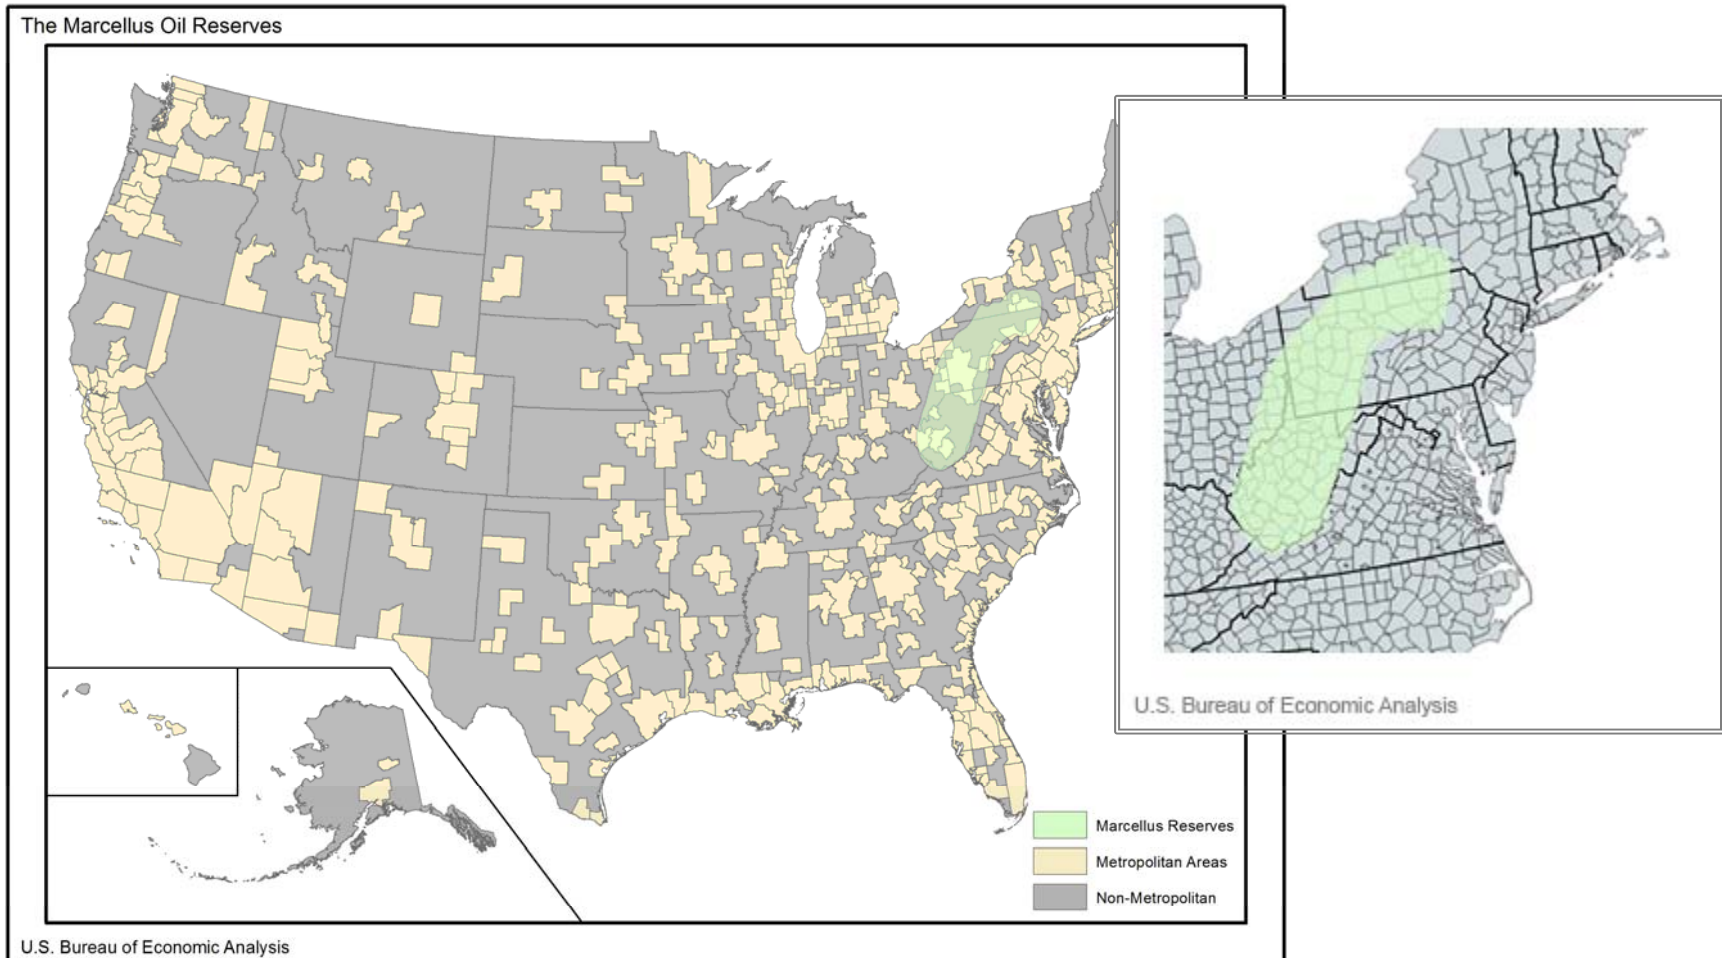 The Marcellus Oil Reserves
U.S. Bureau of Economic Analysis
Marcellus Reserves
Metropolitan Areas
Non-Metropolitan
U.S. Bureau of Economic Analysis